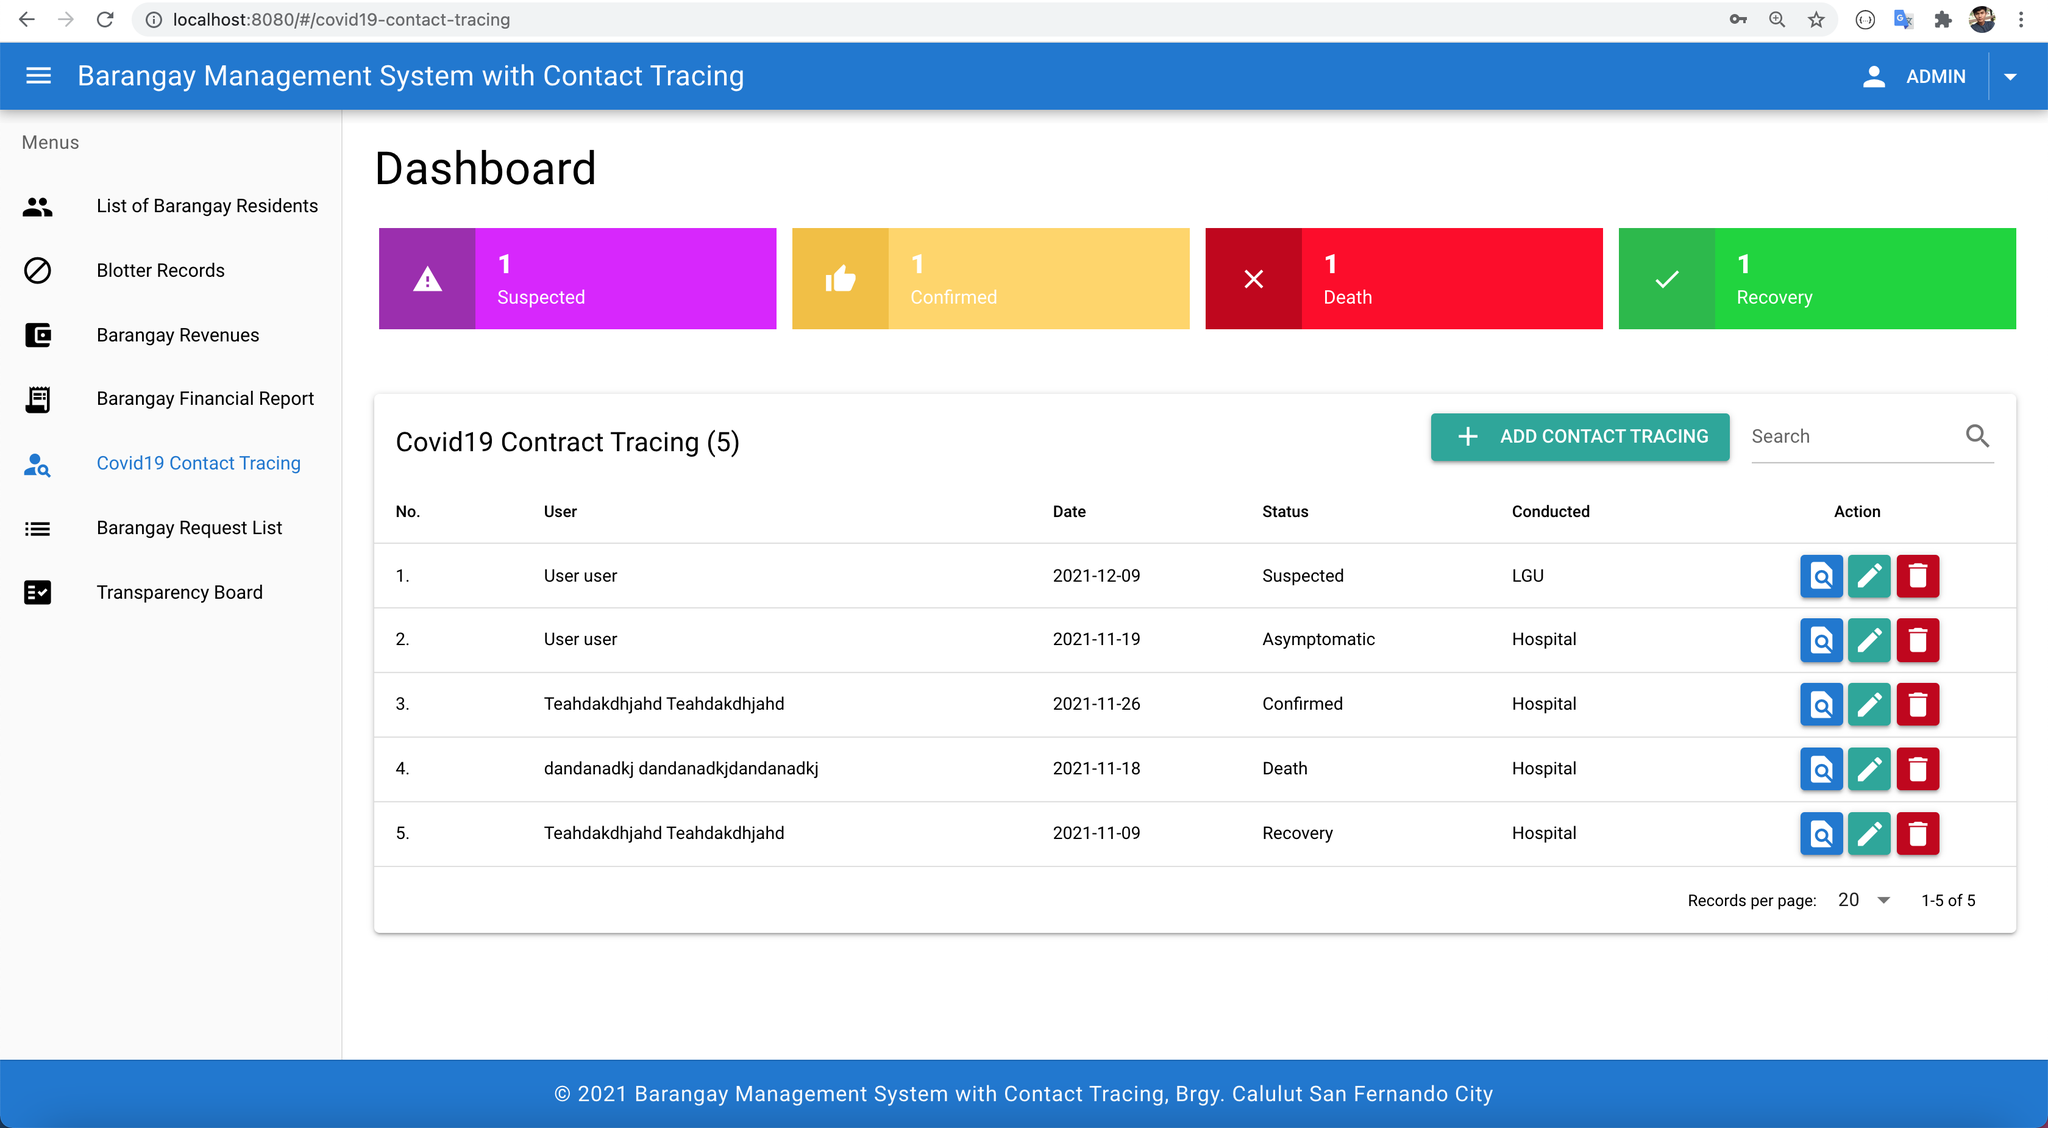 localhost:8080/#/covid19-contact-tracing
Barangay Management System with Contact Tracing
ADMIN
Menus
List of Barangay Residents
Blotter Records
Barangay Revenues
Barangay Financial Report
Covid19 Contact Tracing
Barangay Request List
Transparency Board
Dashboard
1
Suspected
1
Confirmed
1
Death
1
Recovery
Covid19 Contract Tracing (5)
ADD CONTACT TRACING
Search
No. User Date Status Conducted Action
1. User user 2021-12-09 Suspected LGU
2. User user 2021-11-19 Asymptomatic Hospital
3. Teahdakdhjahd Teahdakdhjahd 2021-11-26 Confirmed Hospital
4. dandanadkj dandanadkjdandanadkj 2021-11-18 Death Hospital
5. Teahdakdhjahd Teahdakdhjahd 2021-11-09 Recovery Hospital
Records per page: 20 1-5 of 5
© 2021 Barangay Management System with Contact Tracing, Brgy. Calulut San Fernando City